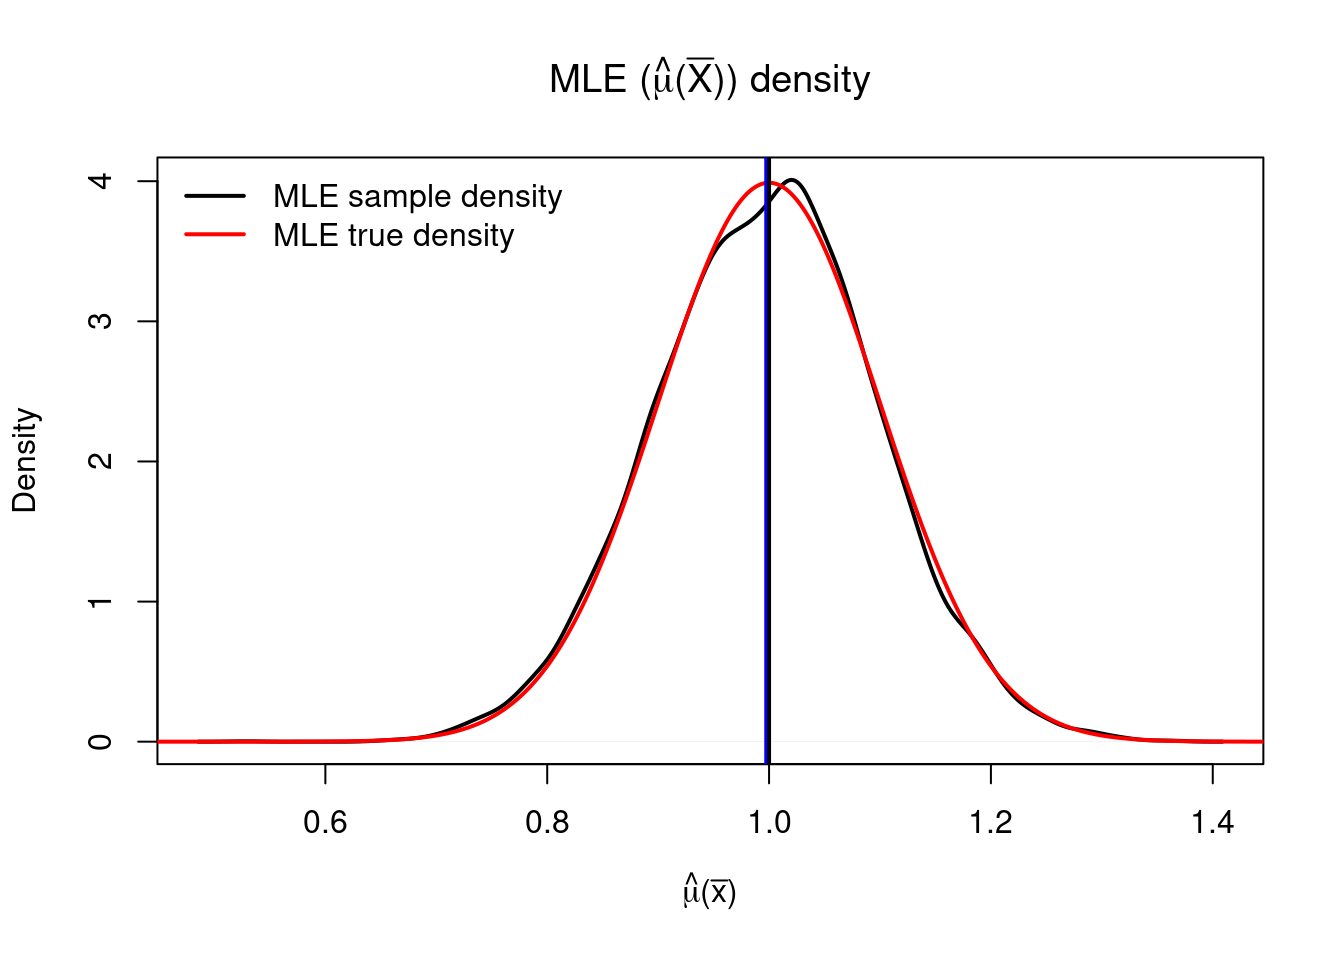 MLE (μ̂(X̅)) density
MLE sample density
MLE true density
Density
4
3
2
1
0
0.6 0.8 1.0 1.2 1.4
μ̂(x̅)